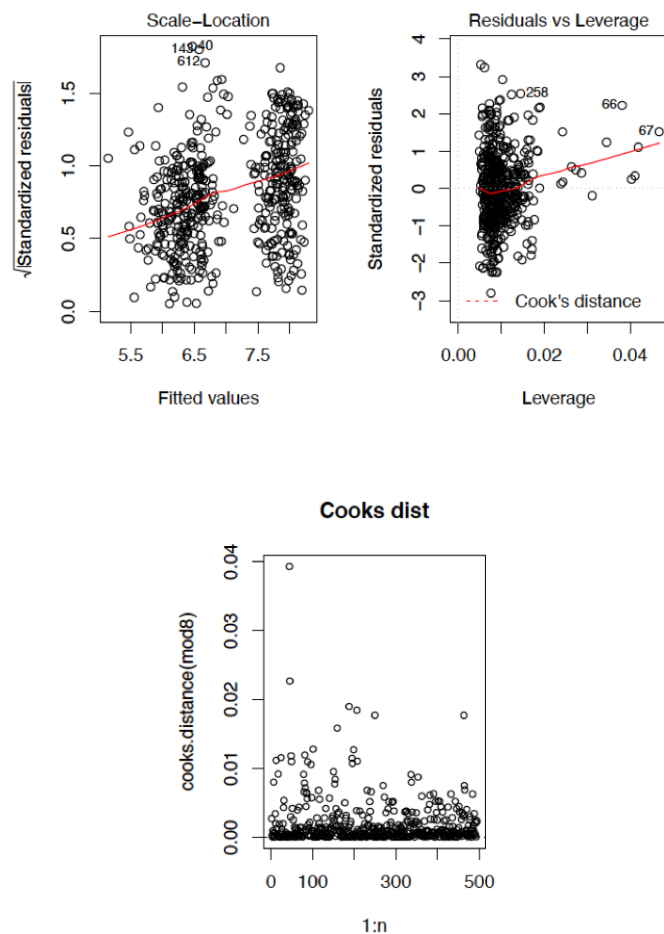 Scale−Location
14340
612
√|Standardized residuals|
0.0 0.5 1.0 1.5
5.5 6.5 7.5
Fitted values
Residuals vs Leverage
258
66
67
Standardized residuals
−3 −2 −1 0 1 2 3 4
Cook's distance
0.00 0.02 0.04
Leverage
Cooks dist
cooks.distance(mod8)
0.00 0.01 0.02 0.03 0.04
0 100 300 500
1:n